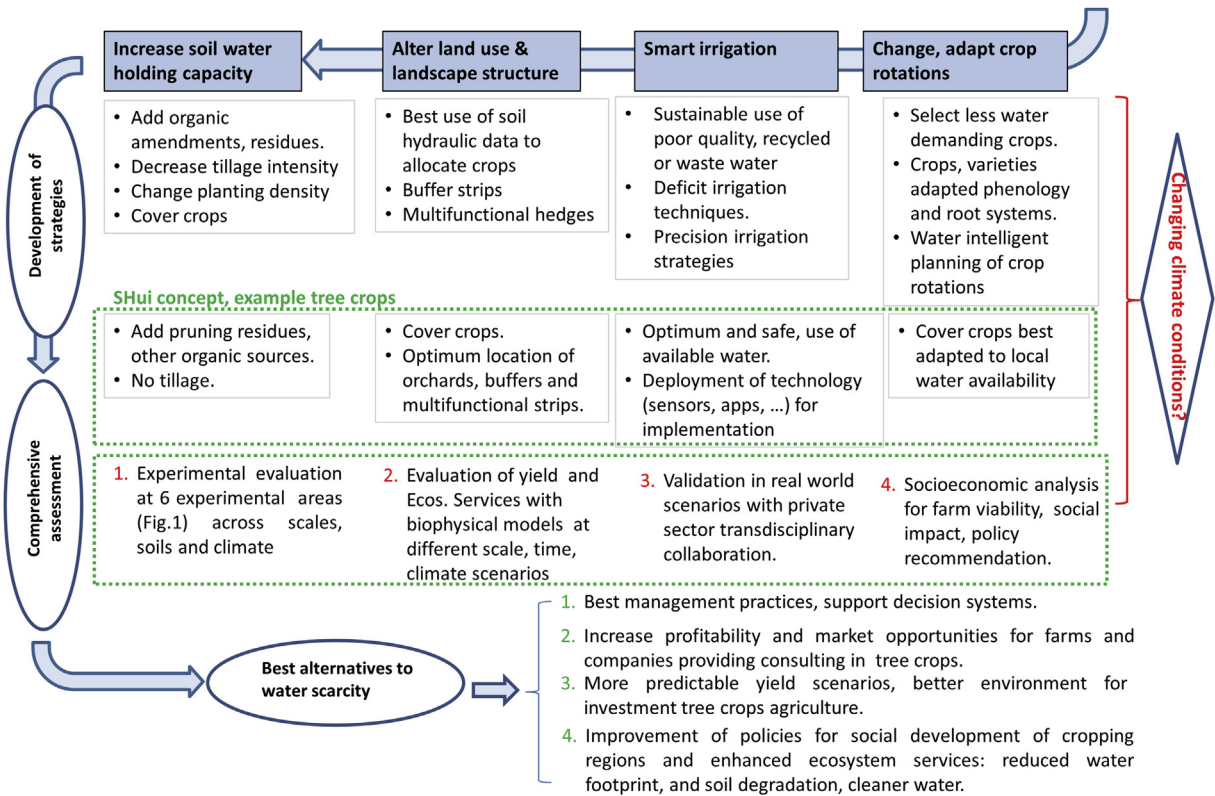 Increase soil water
holding capacity
Alter land use &
landscape structure
Smart irrigation
Change, adapt crop
rotations
Development of
strategies
• Add organic
amendments, residues.
• Decrease tillage intensity
• Change planting density
• Cover crops
• Best use of soil
hydraulic data to
allocate crops
• Buffer strips
• Multifunctional hedges
• Sustainable use of
poor quality, recycled
or waste water
• Deficit irrigation
techniques.
• Precision irrigation
strategies
• Select less water
demanding crops.
• Crops, varieties
adapted phenology
and root systems.
• Water intelligent
planning of crop
rotations
Changing climate conditions?
SHui concept, example tree crops
• Add pruning residues,
other organic sources.
• No tillage.
• Cover crops.
• Optimum location of
orchards, buffers and
multifunctional strips.
• Optimum and safe, use of
available water.
• Deployment of technology
(sensors, apps, ...) for
implementation
• Cover crops best
adapted to local
water availability
Comprehensive
assessment
1. Experimental evaluation
at 6 experimental areas
(Fig.1) across scales,
soils and climate
2. Evaluation of yield and
Ecos. Services with
biophysical models at
different scale, time,
climate scenarios
3. Validation in real world
scenarios with private
sector transdisciplinary
collaboration.
4. Socioeconomic analysis
for farm viability, social
impact, policy
recommendation.
Best alternatives to
water scarcity
1. Best management practices, support decision systems.
2. Increase profitability and market opportunities for farms and
companies providing consulting in tree crops.
3. More predictable yield scenarios, better environment for
investment tree crops agriculture.
4. Improvement of policies for social development of cropping
regions and enhanced ecosystem services: reduced water
footprint, and soil degradation, cleaner water.